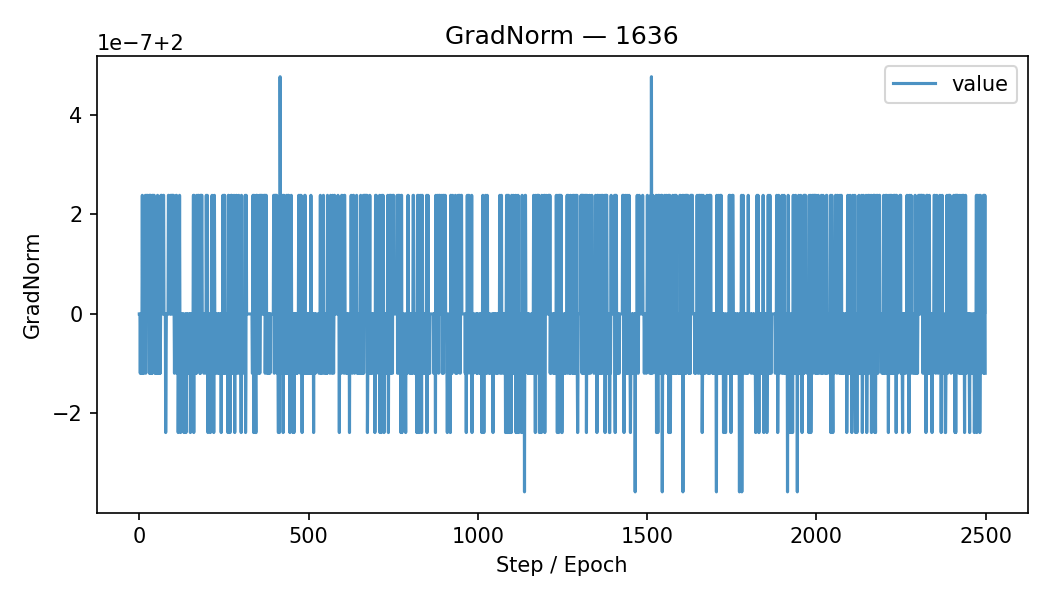 GradNorm — 1636
1e−7+2
value
4
2
0
−2
GradNorm
0 500 1000 1500 2000 2500
Step / Epoch